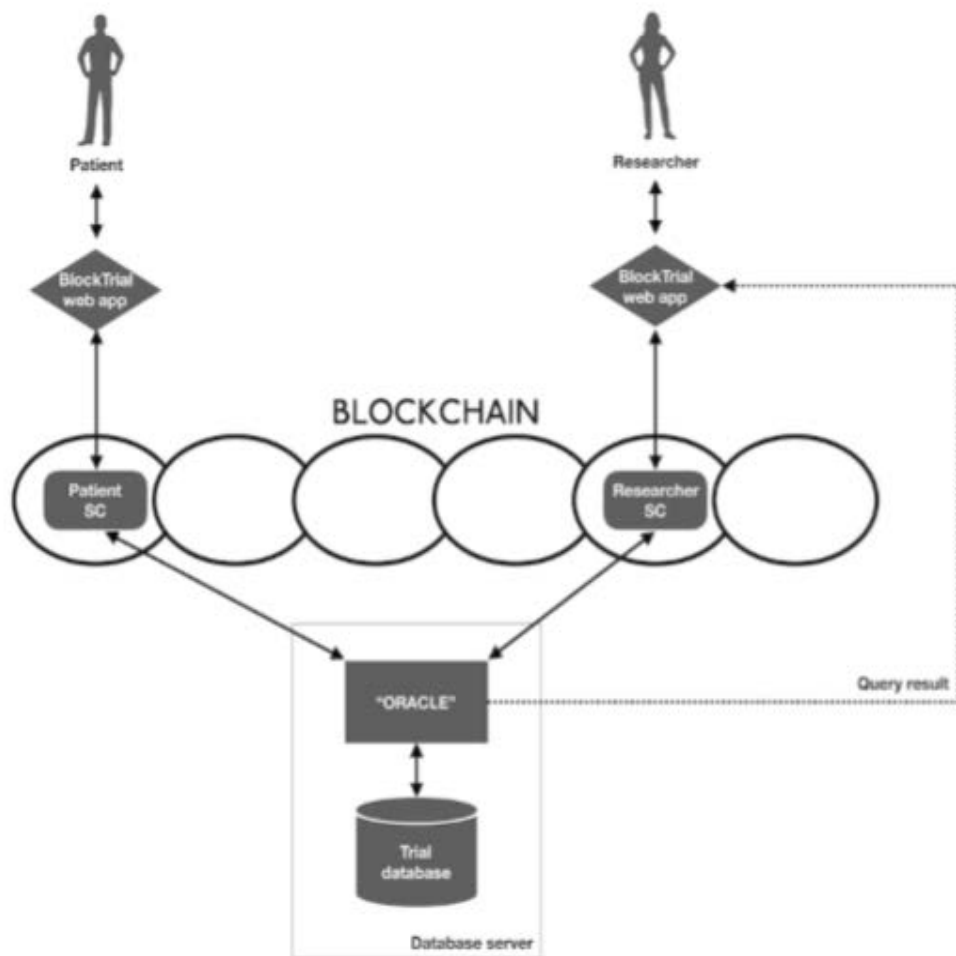 Patient
Researcher
BlockTrial
web app
BlockTrial
web app
BLOCKCHAIN
Patient
SC
Researcher
SC
"ORACLE"
Query result
Trial
database
Database server